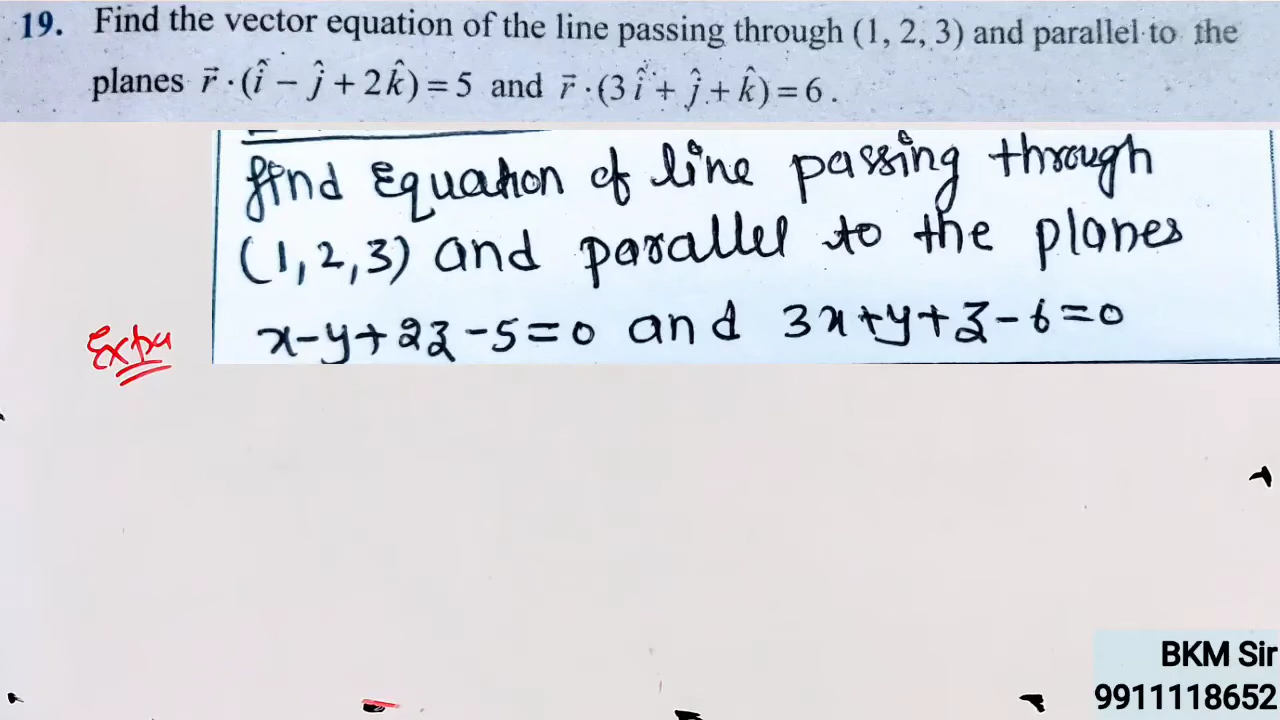 19. Find the vector equation of the line passing through (1, 2, 3) and parallel to the
planes r⃗ · (î − ĵ + 2k̂) = 5 and r⃗ · (3î + ĵ + k̂) = 6 .
find Equation of line passing through
(1,2,3) and parallel to the planes
x-y+2z-5=0 and 3x+y+z-6=0
Extra
BKM Sir
9911118652